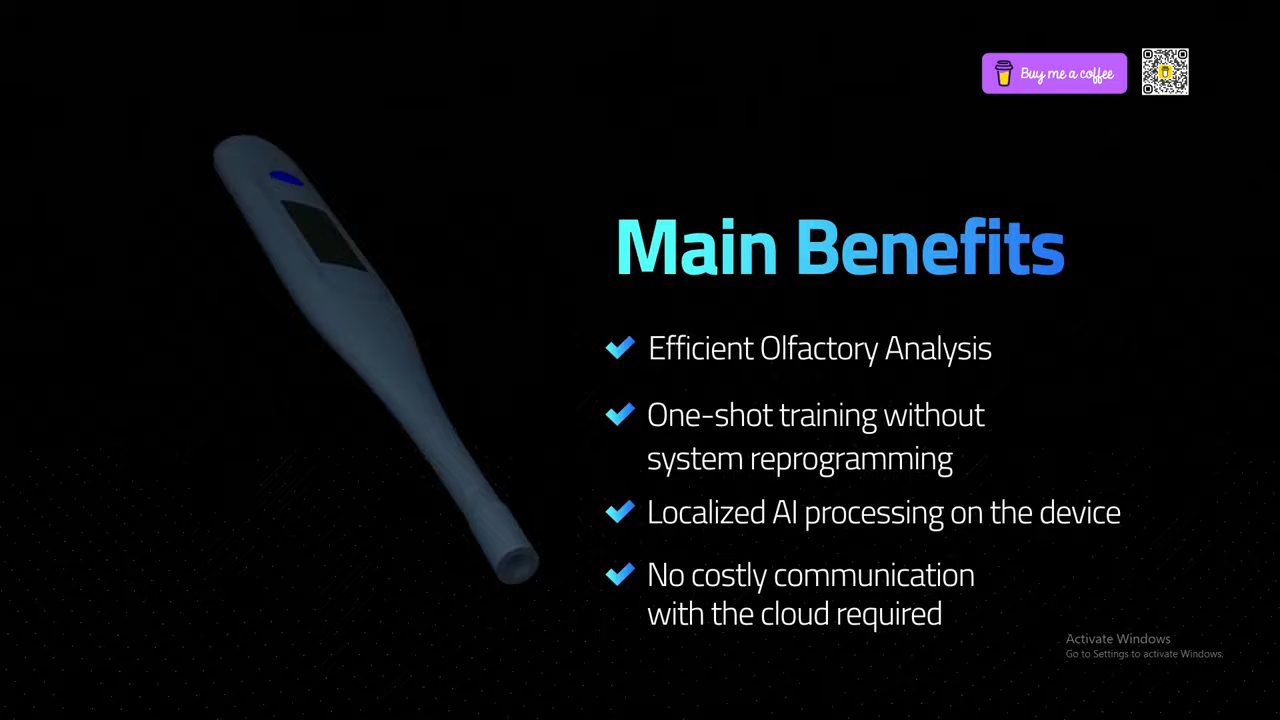 Buy me a coffee
Main Benefits
Efficient Olfactory Analysis
One-shot training without
system reprogramming
Localized AI processing on the device
No costly communication
with the cloud required
Activate Windows
Go to Settings to activate Windows.